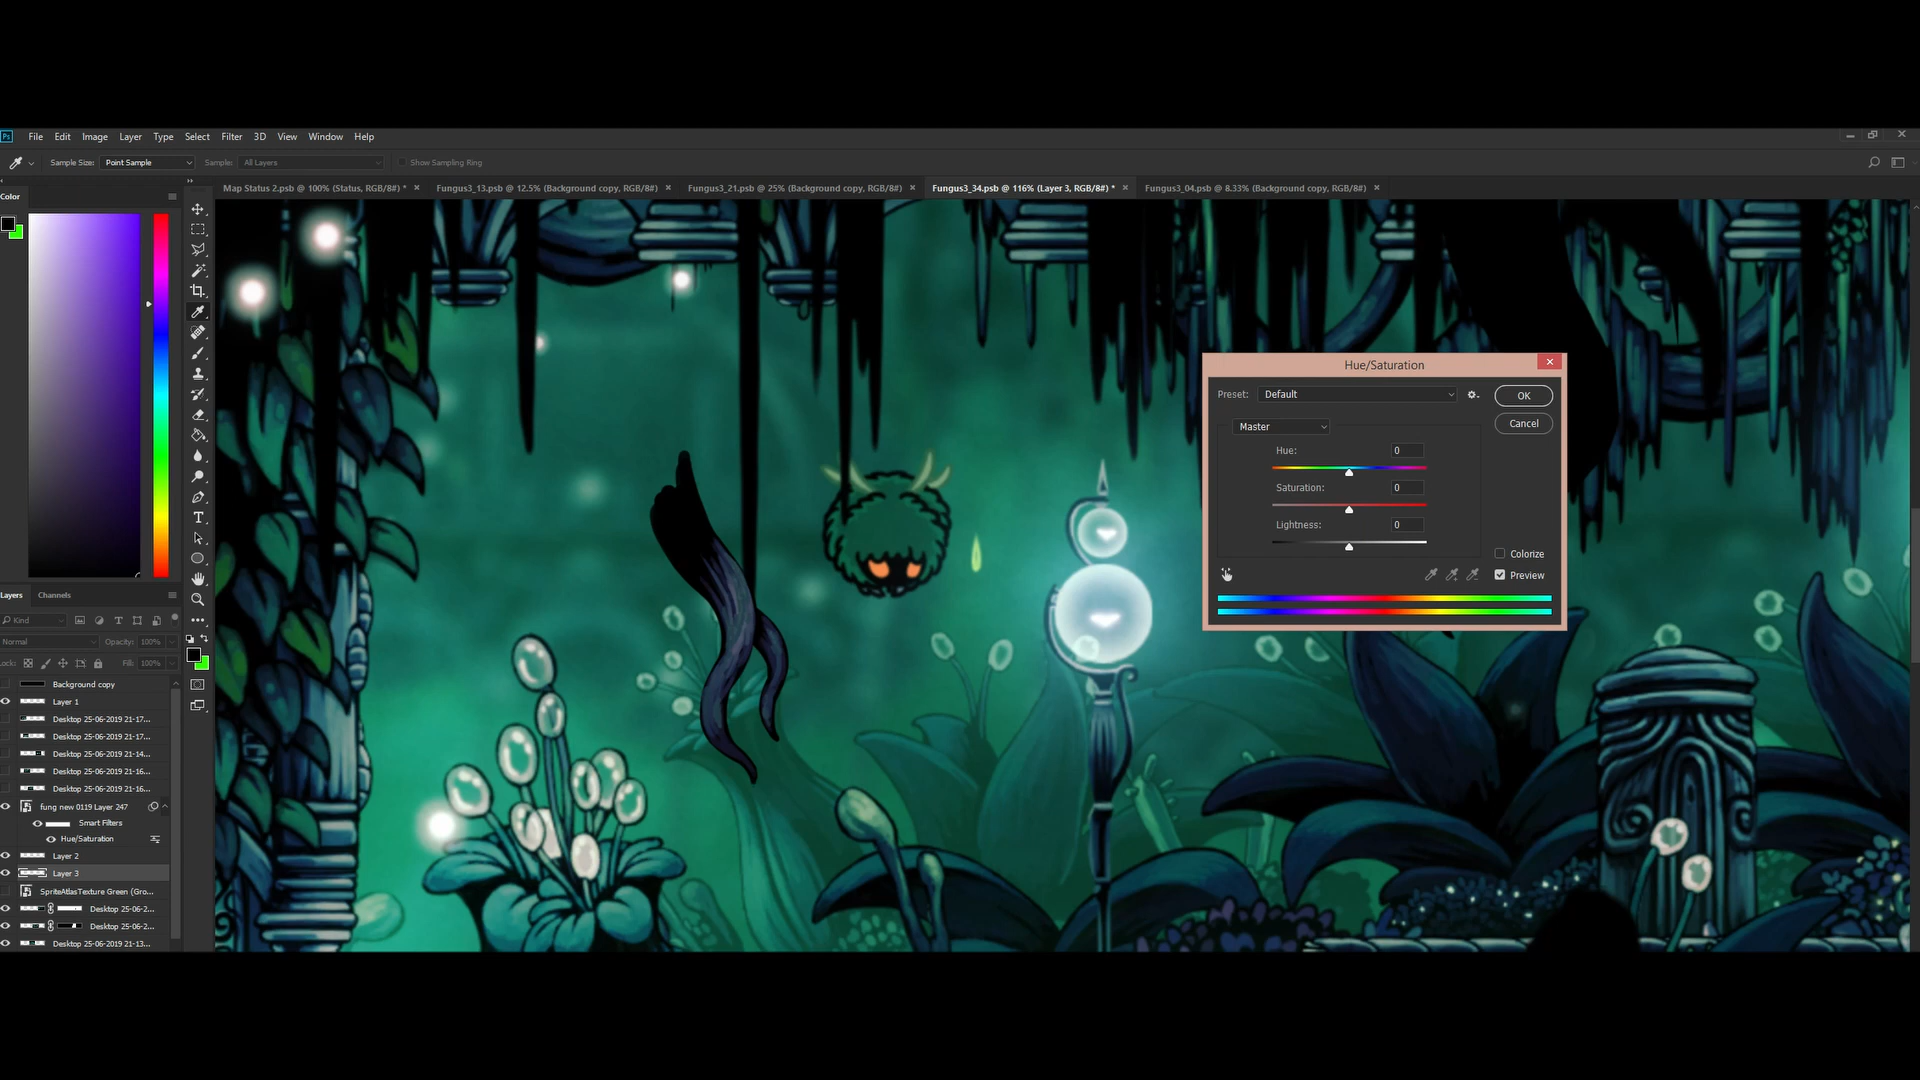 Ps File Edit Image Layer Type Select Filter 3D View Window Help
Sample Size: Point Sample Sample: All Layers Show Sampling Ring
Map Status 2.psb @ 100% (Status, RGB/8#) * Fungus3_13.psb @ 12.5% (Background copy, RGB/8#) Fungus3_21.psb @ 25% (Background copy, RGB/8#) Fungus3_34.psb @ 116% (Layer 3, RGB/8#) * Fungus3_04.psb @ 8.33% (Background copy, RGB/8#)
Color
Hue/Saturation
Preset: Default OK
Cancel
Master
Hue: 0
Saturation: 0
Lightness: 0
Colorize
Preview
Layers Channels
Kind
Normal Opacity: 100%
Lock: Fill: 100%
Background copy
Layer 1
Desktop 25-06-2019 21-17...
Desktop 25-06-2019 21-17...
Desktop 25-06-2019 21-14...
Desktop 25-06-2019 21-16...
Desktop 25-06-2019 21-16...
fung new 0119 Layer 247
Smart Filters
Hue/Saturation
Layer 2
Layer 3
SpriteAtlasTexture Green (Gro...
Desktop 25-06-2...
Desktop 25-06-2...
Desktop 25-06-2019 21-13...